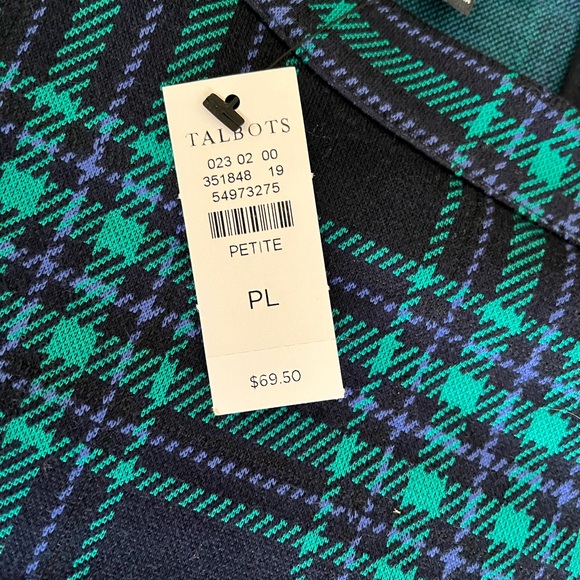 TALBOTS
023 02 00
351848 19
54973275
PETITE
PL
$69.50